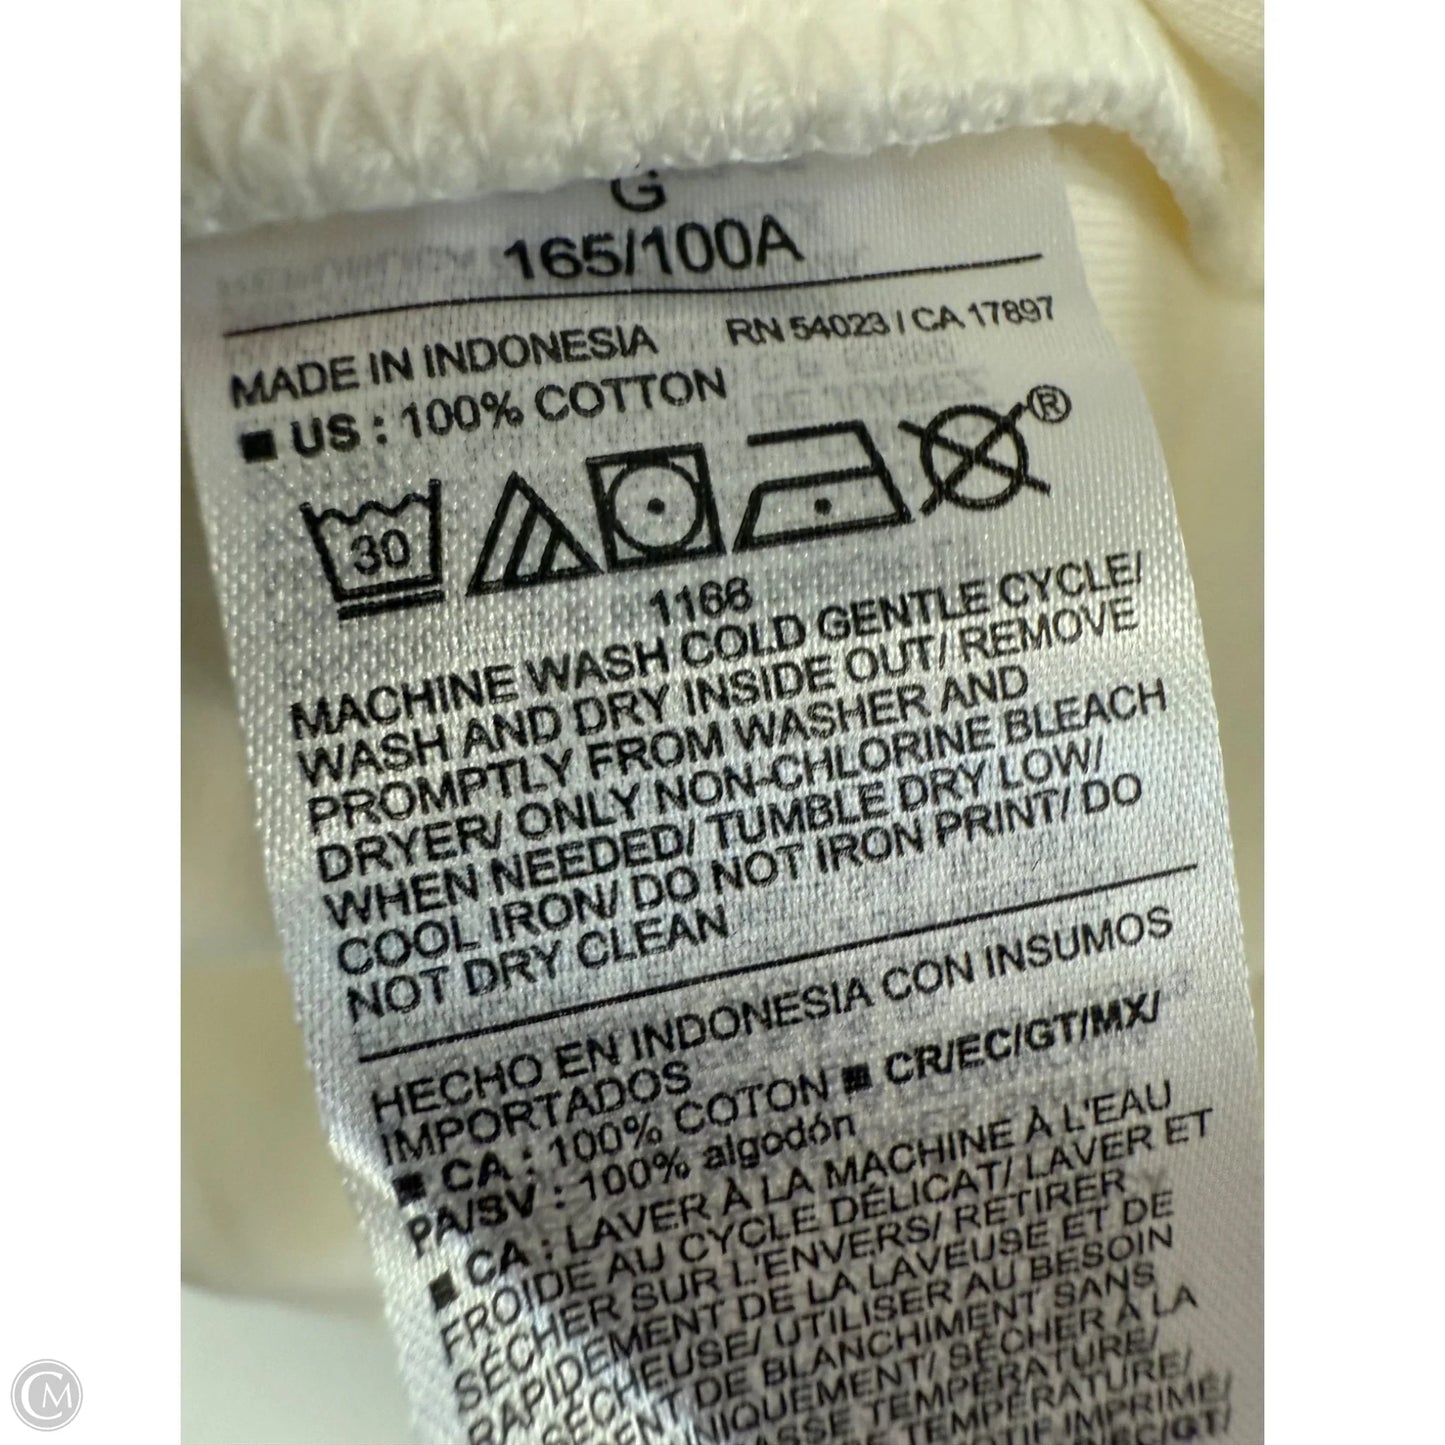 G
165/100A
MADE IN INDONESIA RN 54023 / CA 17897
■ US : 100% COTTON
30 ®
1168
MACHINE WASH COLD GENTLE CYCLE/
WASH AND DRY INSIDE OUT/ REMOVE
PROMPTLY FROM WASHER AND
DRYER/ ONLY NON-CHLORINE BLEACH
WHEN NEEDED/ TUMBLE DRY LOW/
COOL IRON/ DO NOT IRON PRINT/ DO
NOT DRY CLEAN
HECHO EN INDONESIA CON INSUMOS
IMPORTADOS
■ CA : 100% COTON ■ CR/EC/GT/MX/
PA/SV : 100% algodón
■ CA : LAVER À LA MACHINE À L'EAU
FROIDE AU CYCLE DÉLICAT/ LAVER ET
SÉCHER SUR L'ENVERS/ RETIRER
RAPIDEMENT DE LA LAVEUSE ET DE
SÉCHEUSE/ UTILISER AU BESOIN
DE BLANCHIMENT SANS
SÉCHER À LA
TEMPÉRATURE/
TEMPÉRATURE/
IMPRIMÉ/
EC/GT/
CM